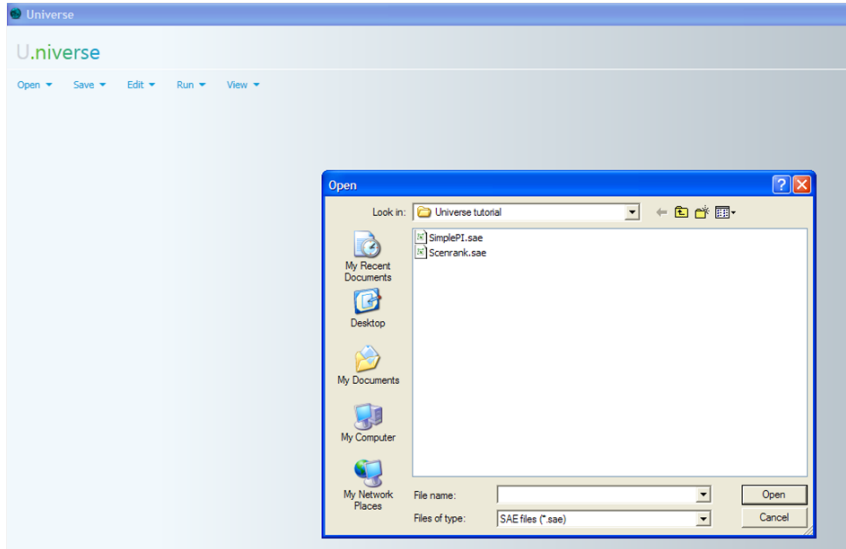 Universe
U.niverse
Open Save Edit Run View
Open
Look in: Universe tutorial
SimplePI.sae
Scenrank.sae
My Recent
Documents
Desktop
My Documents
My Computer
My Network
Places
File name: Open
Files of type: SAE files (*.sae) Cancel